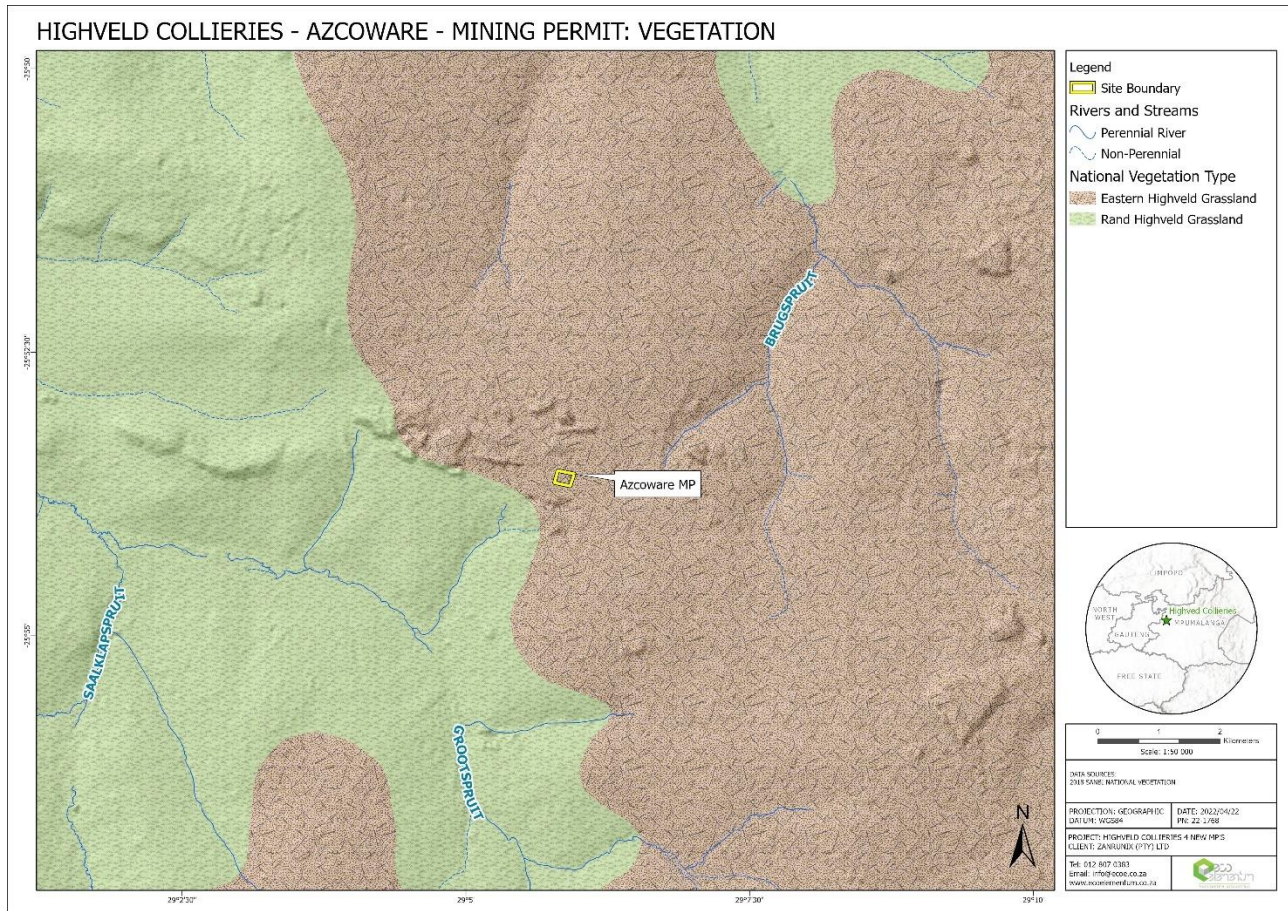 HIGHVELD COLLIERIES - AZCOWARE - MINING PERMIT: VEGETATION
-25°50'
-25°52'30"
-25°55'
29°2'30"
29°5'
29°7'30"
29°10'
BRUGSPRUIT
Azcoware MP
SAALKLAPSPRUIT
GROOTSPRUIT
N
Legend
Site Boundary
Rivers and Streams
Perennial River
Non-Perennial
National Vegetation Type
Eastern Highveld Grassland
Rand Highveld Grassland
LIMPOPO
NORTH
WEST
Highved Collieries
MPUMALANGA
GAUTENG
FREE STATE
0 1 2
Kilometers
Scale: 1:50 000
DATA SOURCES:
2018 SANBI NATIONAL VEGETATION
PROJECTION: GEOGRAPHIC
DATUM: WGS84
DATE: 2022/04/22
PN: 22-1768
PROJECT: HIGHVELD COLLIERIES 4 NEW MP'S
CLIENT: ZANRUNIX (PTY) LTD
Tel: 012 807 0383
Email: info@ecoe.co.za
www.ecoelementum.co.za
eco
elementum